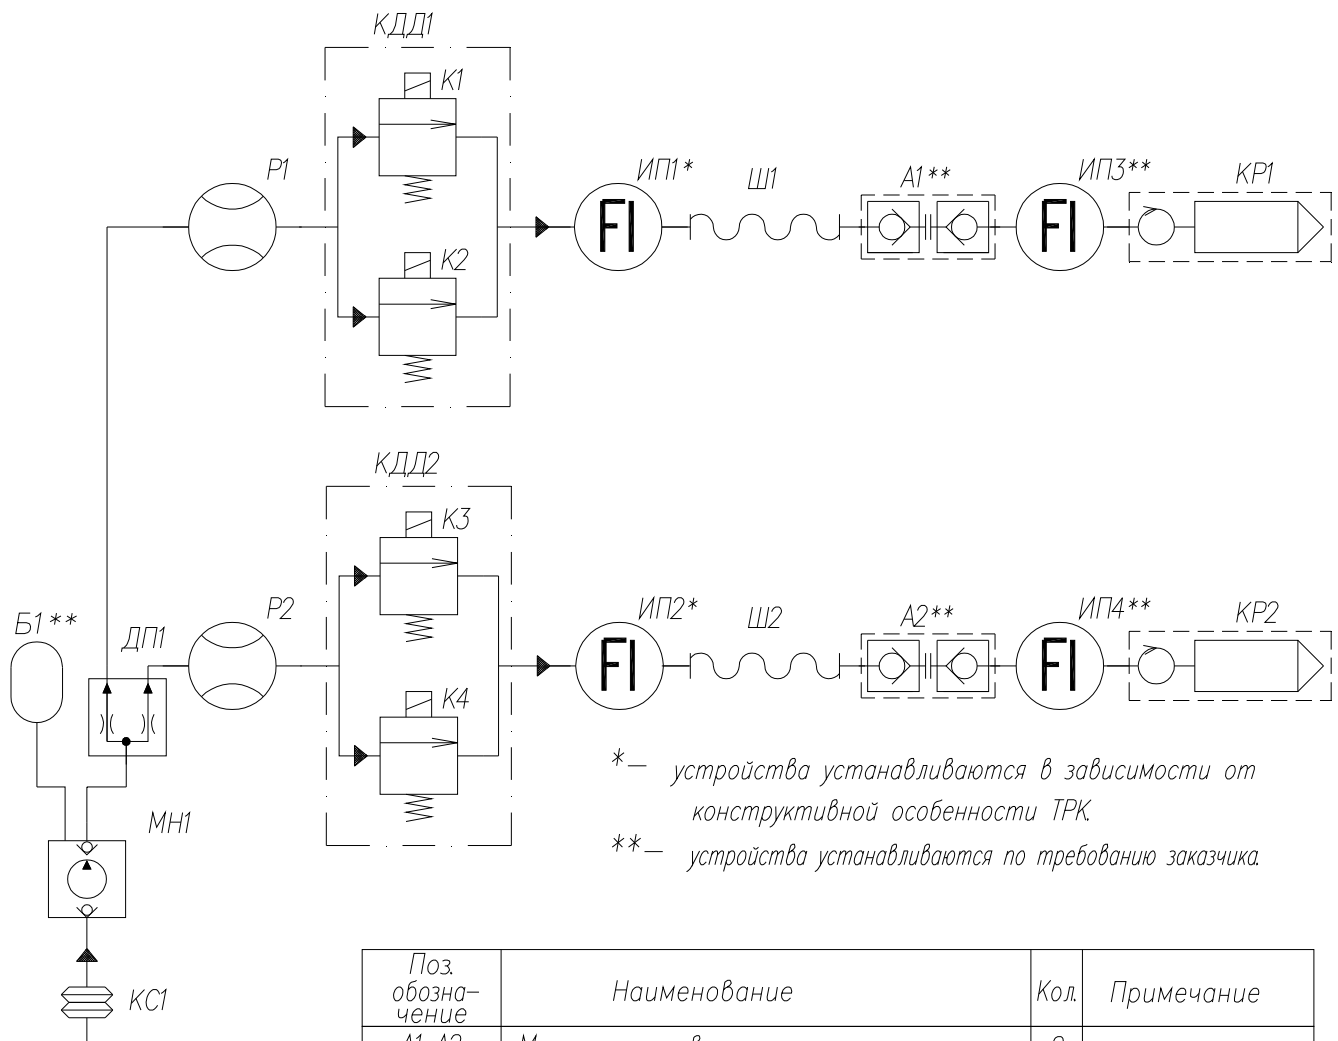 КДД1
К1
Р1
ИП1*
Ш1
А1**
ИП3**
КР1
FI
FI
К2
КДД2
К3
Б1**
ДП1
Р2
ИП2*
Ш2
А2**
ИП4**
КР2
FI
FI
К4
*— устройства устанавливаются в зависимости от
конструктивной особенности ТРК.
**— устройства устанавливаются по требованию заказчика.
МН1
КС1
Поз.
обозна-
чение
Наименование
Кол.
Примечание